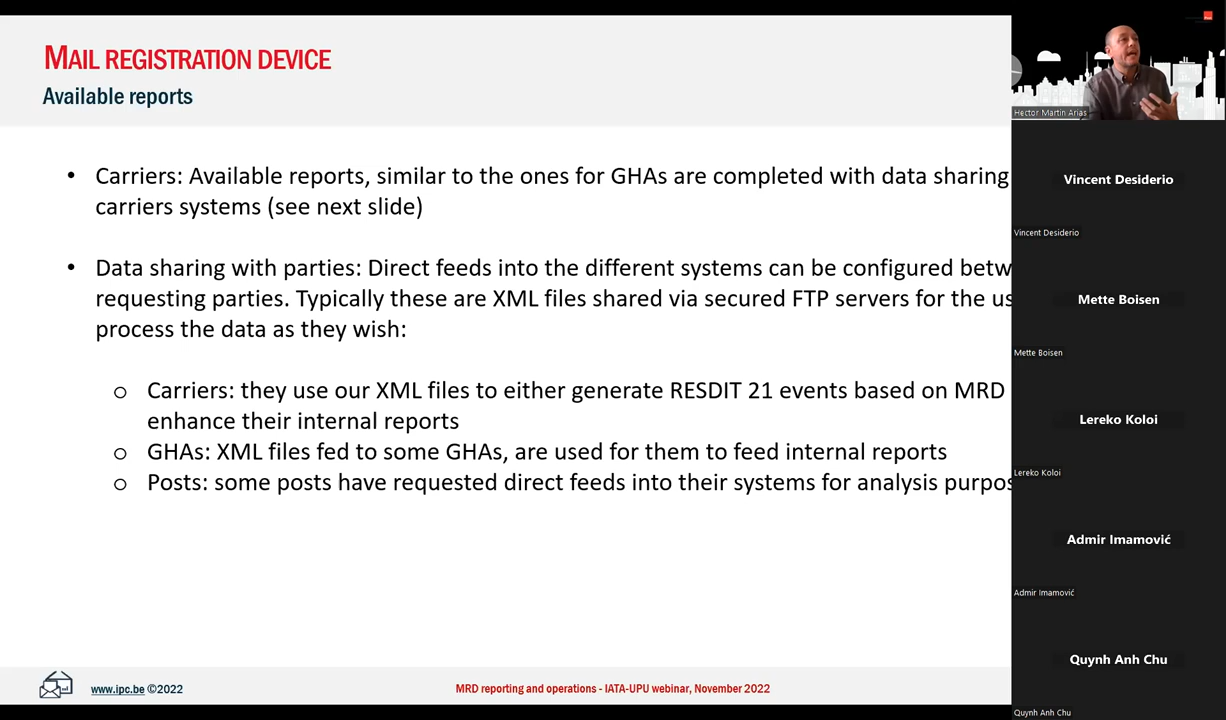 MAIL REGISTRATION DEVICE
Available reports
• Carriers: Available reports, similar to the ones for GHAs are completed with data sharing
carriers systems (see next slide)
• Data sharing with parties: Direct feeds into the different systems can be configured betw
requesting parties. Typically these are XML files shared via secured FTP servers for the us
process the data as they wish:
o Carriers: they use our XML files to either generate RESDIT 21 events based on MRD
enhance their internal reports
o GHAs: XML files fed to some GHAs, are used for them to feed internal reports
o Posts: some posts have requested direct feeds into their systems for analysis purpos
www.ipc.be ©2022
MRD reporting and operations - IATA-UPU webinar, November 2022
Hector Martin Arias
Vincent Desiderio
Vincent Desiderio
Mette Boisen
Mette Boisen
Lereko Koloi
Lereko Koloi
Admir Imamović
Admir Imamović
Quynh Anh Chu
Quynh Anh Chu